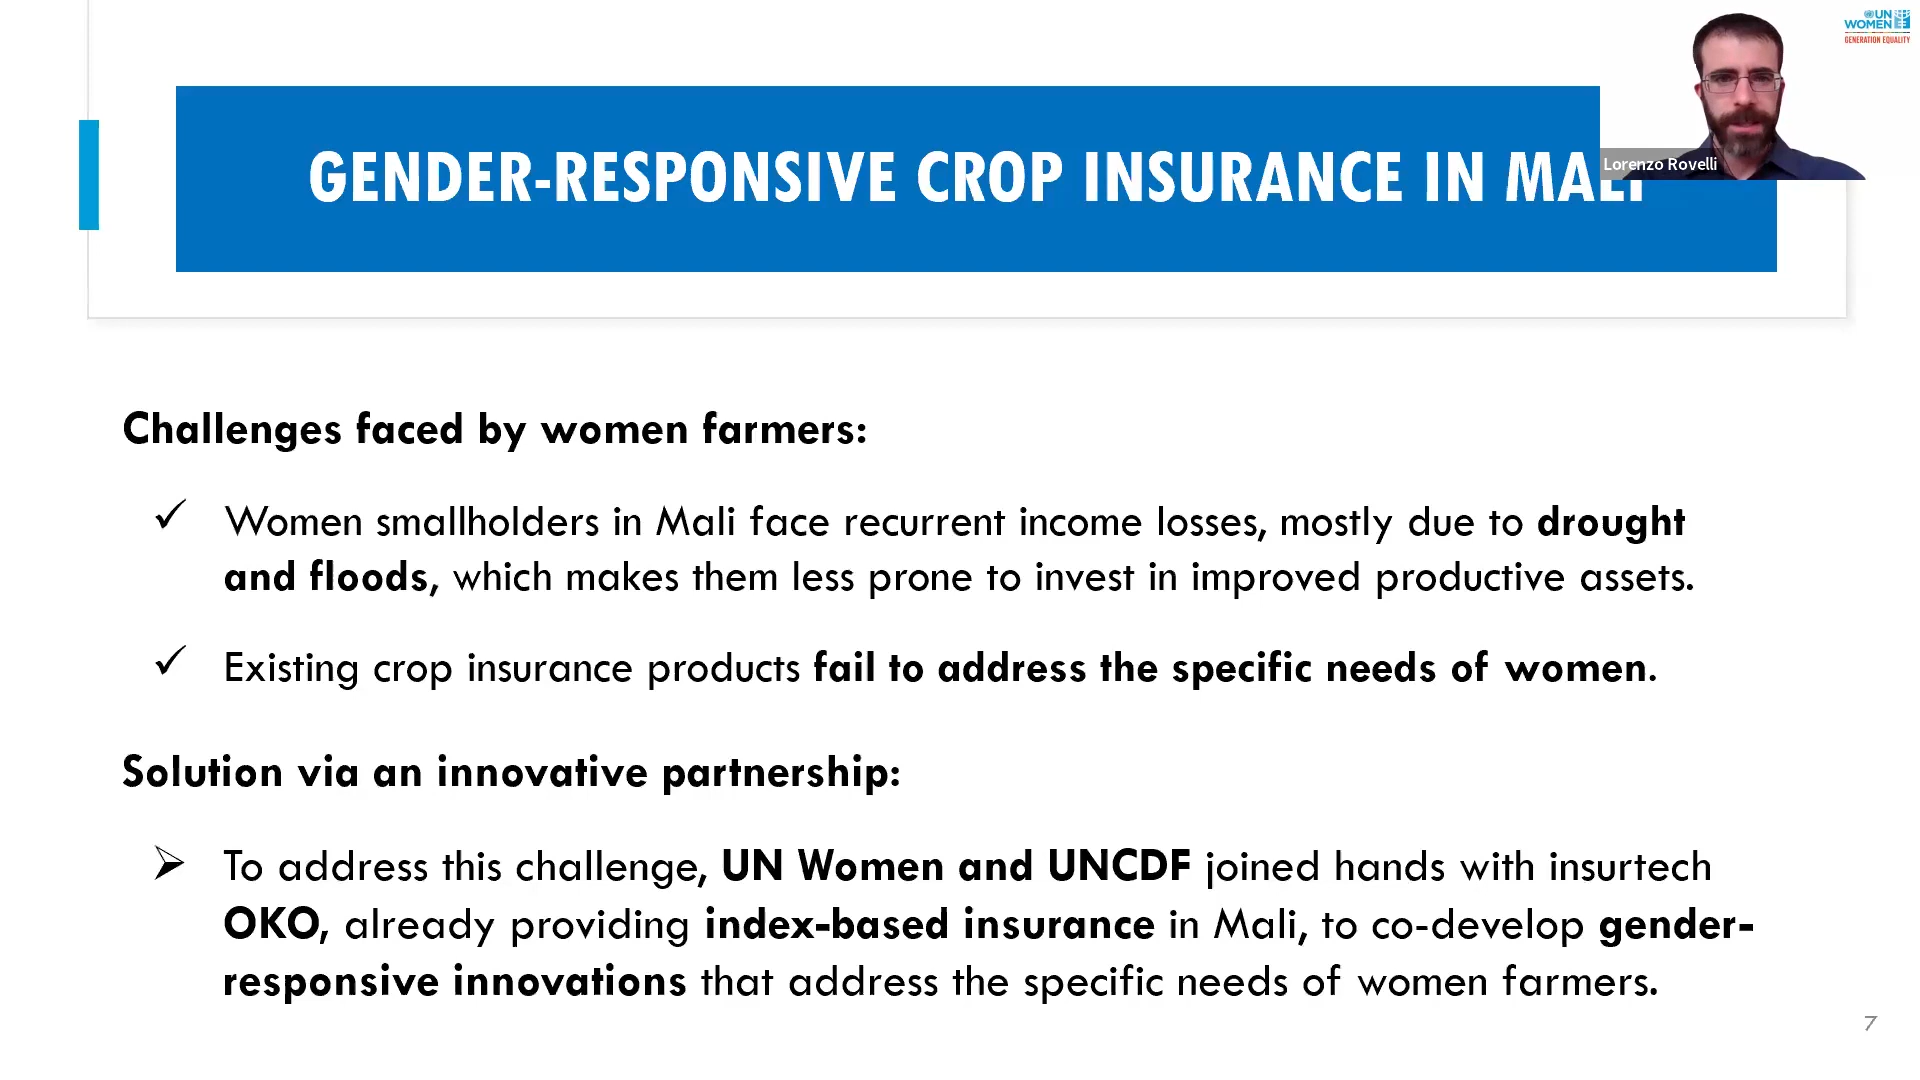 UN
WOMEN
GENERATION EQUALITY
Lorenzo Rovelli
GENDER-RESPONSIVE CROP INSURANCE IN MALI
Challenges faced by women farmers:
✓ Women smallholders in Mali face recurrent income losses, mostly due to drought
and floods, which makes them less prone to invest in improved productive assets.
✓ Existing crop insurance products fail to address the specific needs of women.
Solution via an innovative partnership:
➢ To address this challenge, UN Women and UNCDF joined hands with insurtech
OKO, already providing index-based insurance in Mali, to co-develop gender-
responsive innovations that address the specific needs of women farmers.
7